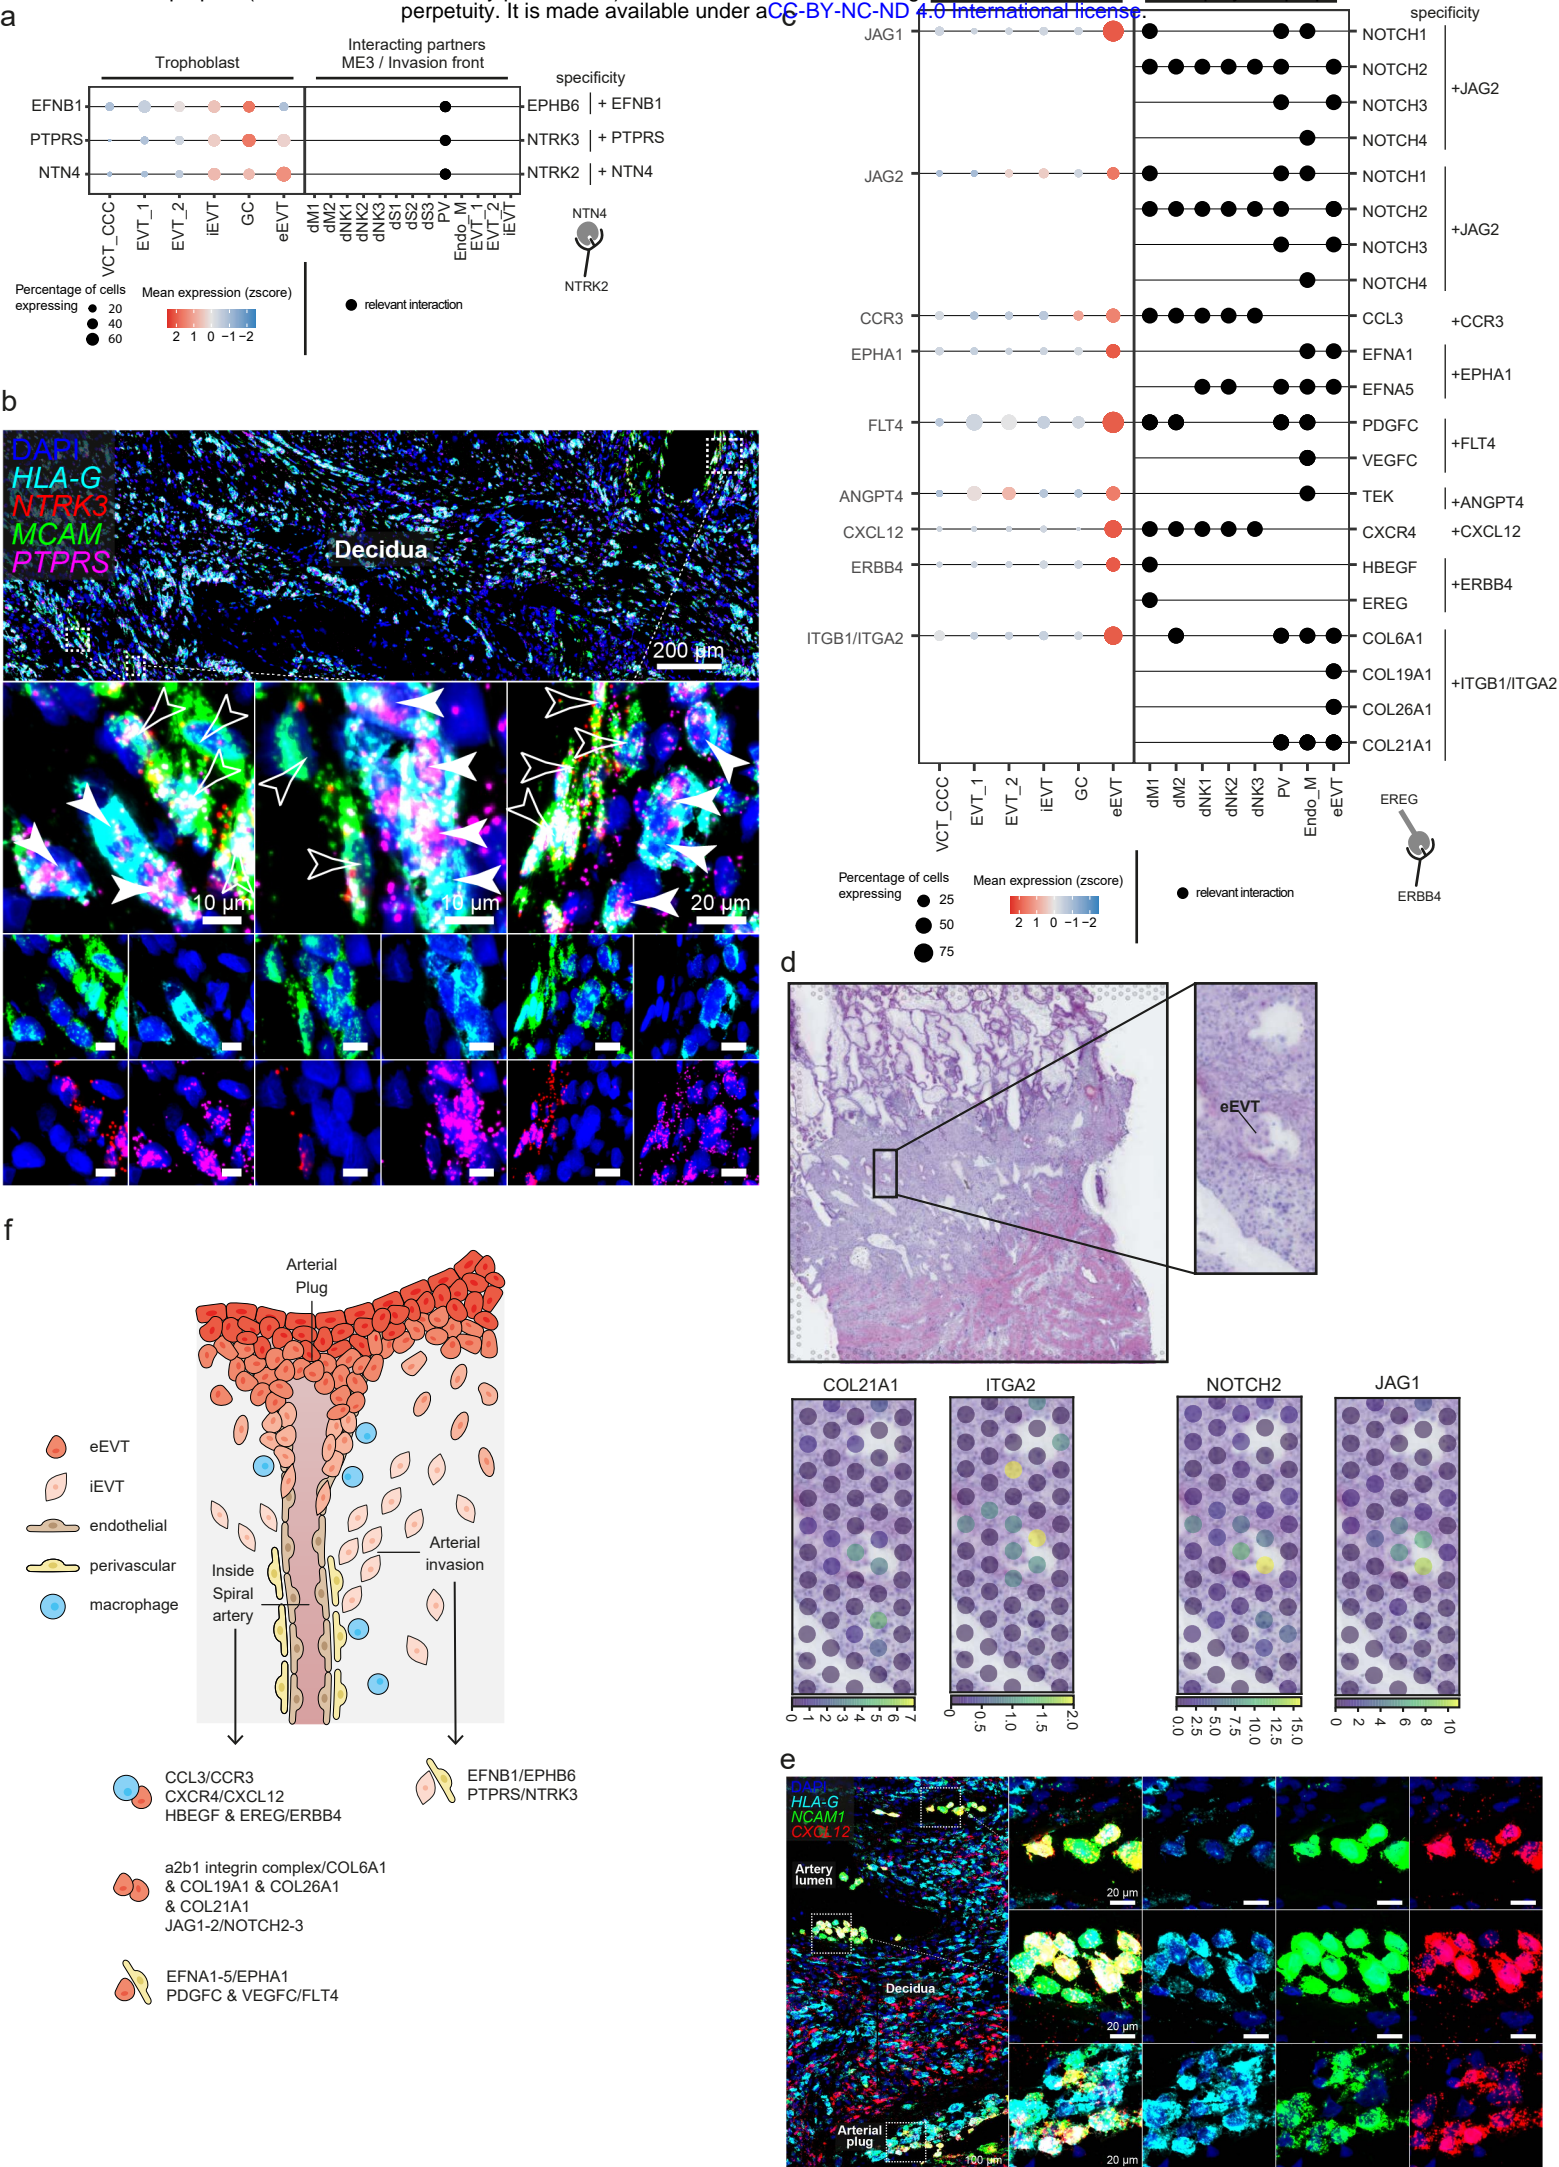 perpetuity. It is made available under aCC-BY-NC-ND 4.0 International license.
a
Trophoblast
Interacting partners
ME3 / Invasion front
specificity
EFNB1
EPHB6
+ EFNB1
PTPRS
NTRK3
+ PTPRS
NTN4
NTRK2
+ NTN4
VCT_CCC
EVT_1
EVT_2
iEVT
GC
eEVT
dM1
dM2
dNK1
dNK2
dNK3
dS1
dS2
dS3
PV
Endo_M
EVT_1
EVT_2
iEVT
NTN4
NTRK2
Percentage of cells
expressing
20
40
60
Mean expression (zscore)
2 1 0 −1 −2
relevant interaction
b
DAPI
HLA-G
NTRK3
MCAM
PTPRS
Decidua
200 µm
10 µm
10 µm
20 µm
c
specificity
JAG1
NOTCH1
NOTCH2
NOTCH3
NOTCH4
+JAG2
JAG2
NOTCH1
NOTCH2
NOTCH3
NOTCH4
+JAG2
CCR3
CCL3
+CCR3
EPHA1
EFNA1
EFNA5
+EPHA1
FLT4
PDGFC
VEGFC
+FLT4
ANGPT4
TEK
+ANGPT4
CXCL12
CXCR4
+CXCL12
ERBB4
HBEGF
EREG
+ERBB4
ITGB1/ITGA2
COL6A1
COL19A1
COL26A1
COL21A1
+ITGB1/ITGA2
VCT_CCC
EVT_1
EVT_2
iEVT
GC
eEVT
dM1
dM2
dNK1
dNK2
dNK3
PV
Endo_M
eEVT
EREG
ERBB4
Percentage of cells
expressing
25
50
75
Mean expression (zscore)
2 1 0 −1 −2
relevant interaction
d
eEVT
COL21A1
0 1 2 3 4 5 6 7
ITGA2
0 0.5 1.0 1.5 2.0
NOTCH2
0.0 2.5 5.0 7.5 10.0 12.5 15.0
JAG1
0 2 4 6 8 10
e
DAPI
HLA-G
NCAM1
CXCL12
Artery
lumen
Decidua
Arterial
plug
100 µm
20 µm
20 µm
20 µm
f
Arterial
Plug
eEVT
iEVT
endothelial
perivascular
macrophage
Inside
Spiral
artery
Arterial
invasion
CCL3/CCR3
CXCR4/CXCL12
HBEGF & EREG/ERBB4
EFNB1/EPHB6
PTPRS/NTRK3
a2b1 integrin complex/COL6A1
& COL19A1 & COL26A1
& COL21A1
JAG1-2/NOTCH2-3
EFNA1-5/EPHA1
PDGFC & VEGFC/FLT4